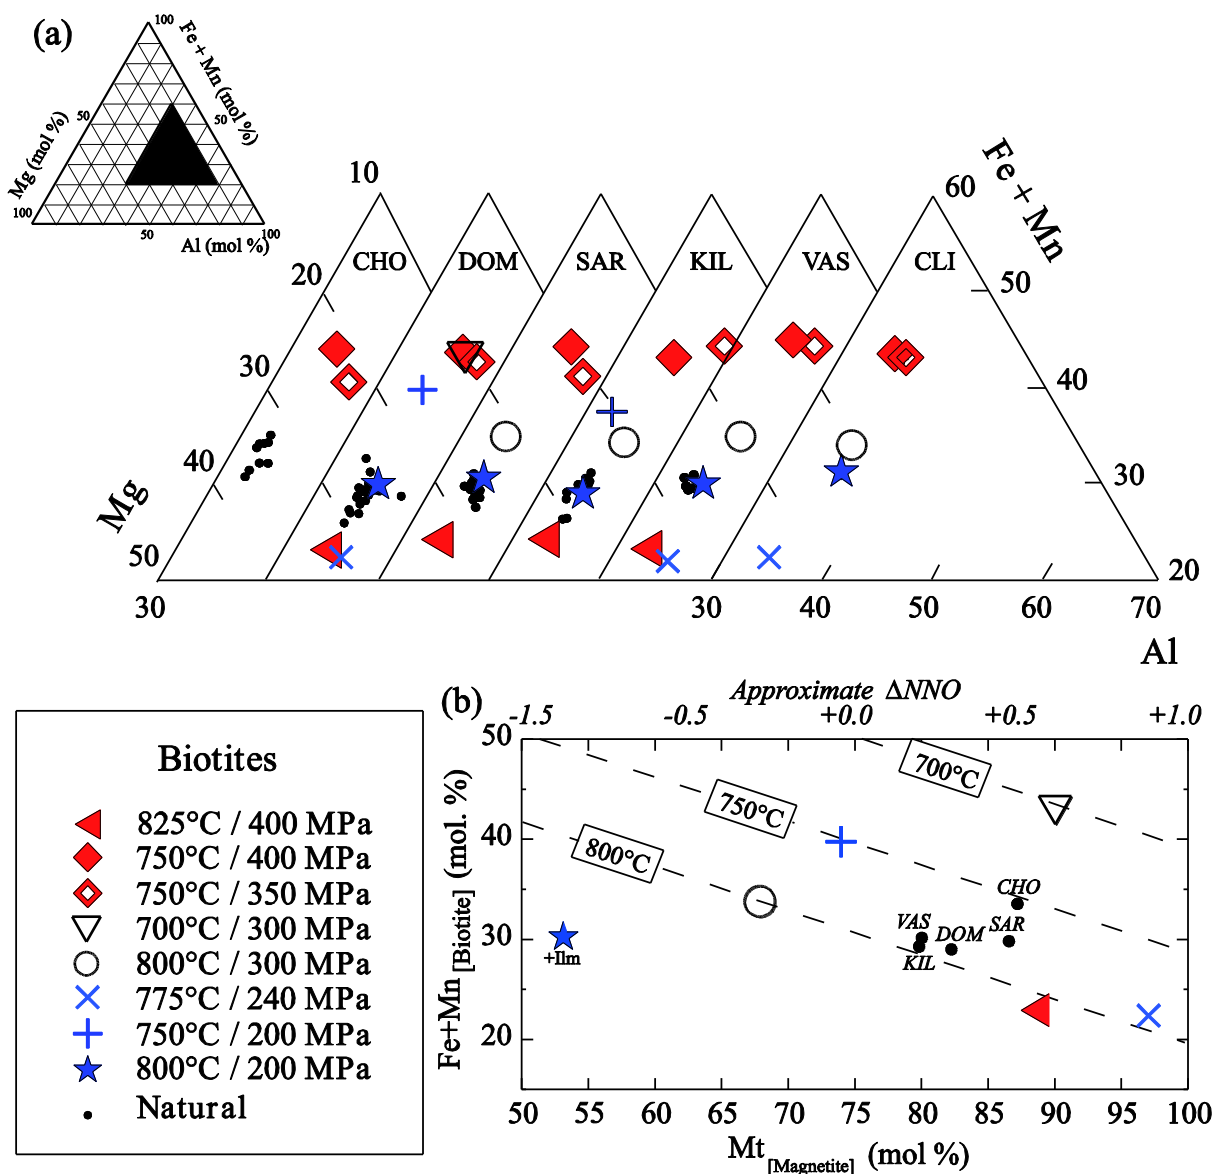 (a)
100
Fe + Mn (mol %)
50
50
Mg (mol %)
100
50
100
Al (mol %)
10
60
Fe + Mn
CHO
DOM
SAR
KIL
VAS
CLI
20
50
30
40
40
30
Mg
50
20
30
30
40
50
60
70
Al
Biotites
825°C / 400 MPa
750°C / 400 MPa
750°C / 350 MPa
700°C / 300 MPa
800°C / 300 MPa
775°C / 240 MPa
750°C / 200 MPa
800°C / 200 MPa
Natural
(b)
Approximate ΔNNO
-1.5
-0.5
+0.0
+0.5
+1.0
50
40
30
20
Fe+Mn[Biotite] (mol. %)
700°C
750°C
800°C
CHO
VAS
DOM
SAR
KIL
+Ilm
50
55
60
65
70
75
80
85
90
95
100
Mt[Magnetite] (mol %)